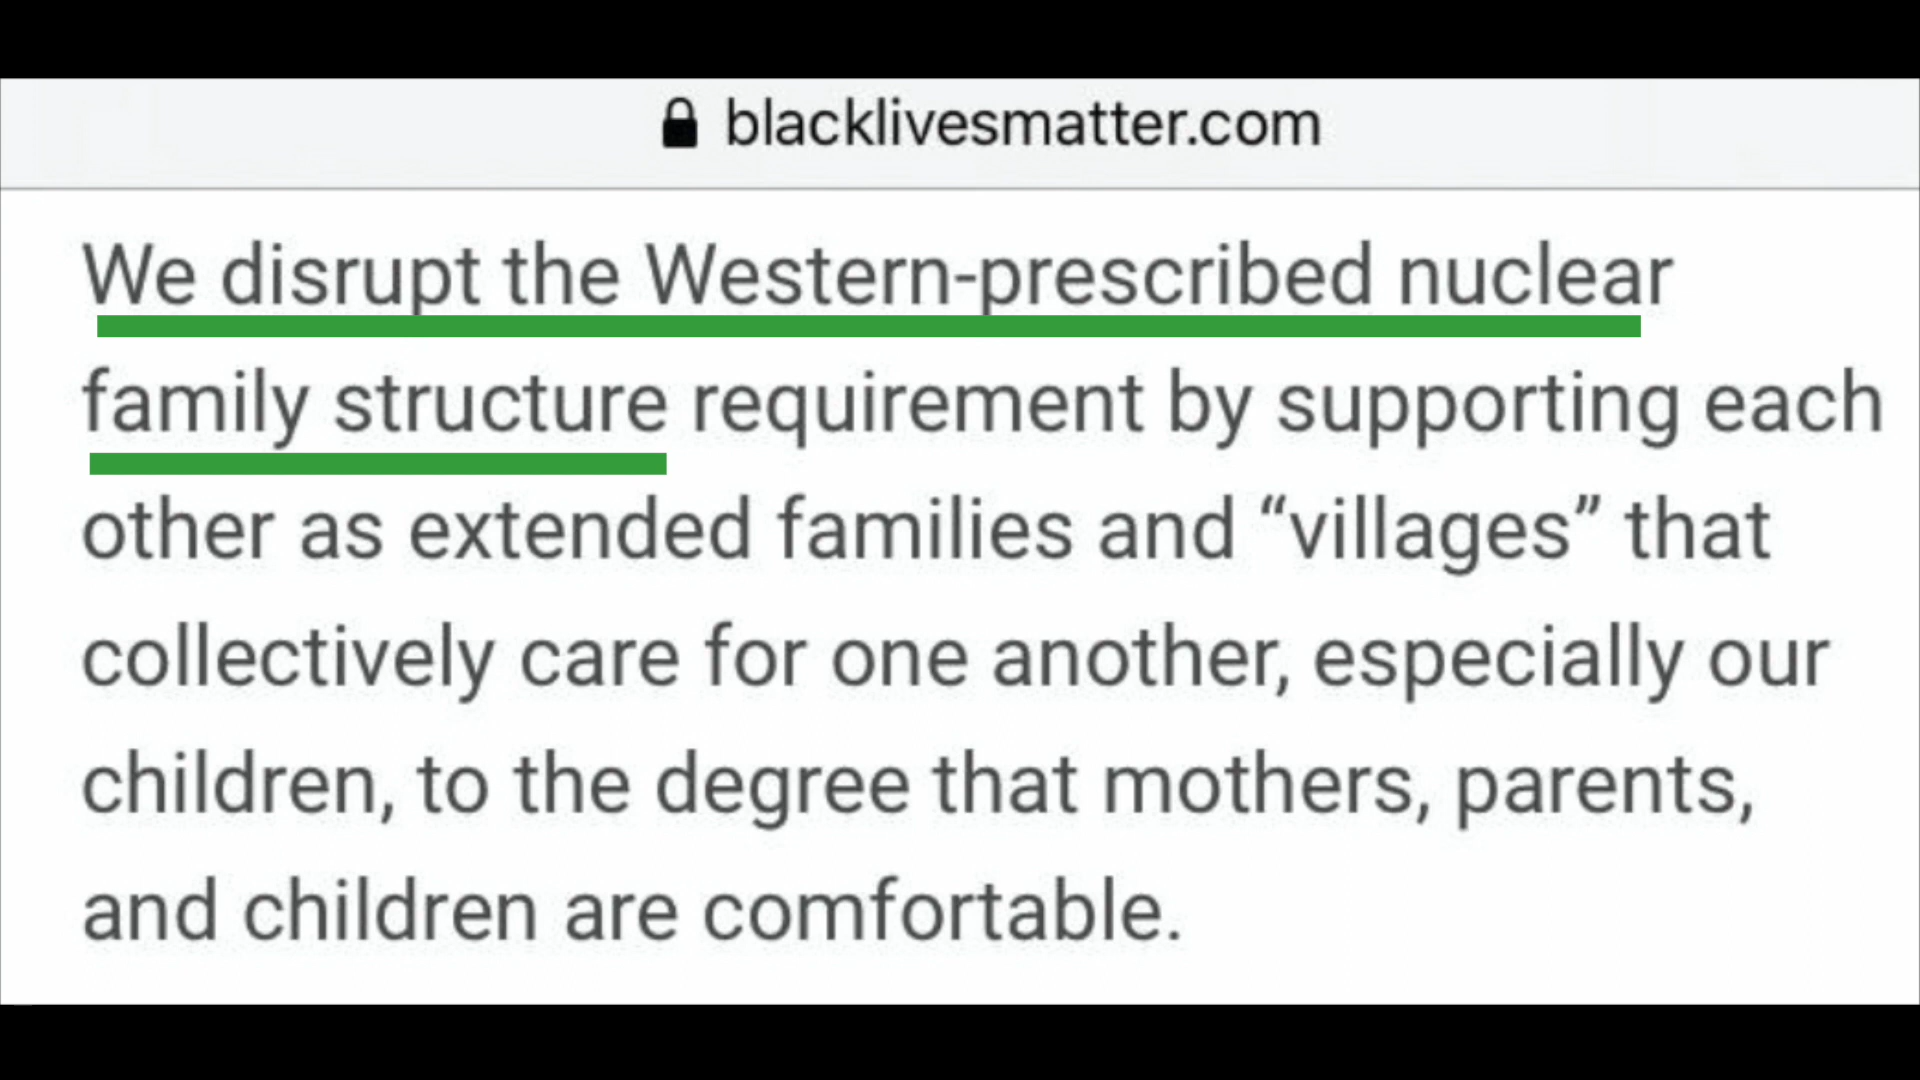 blacklivesmatter.com
We disrupt the Western-prescribed nuclear
family structure requirement by supporting each
other as extended families and “villages” that
collectively care for one another, especially our
children, to the degree that mothers, parents,
and children are comfortable.